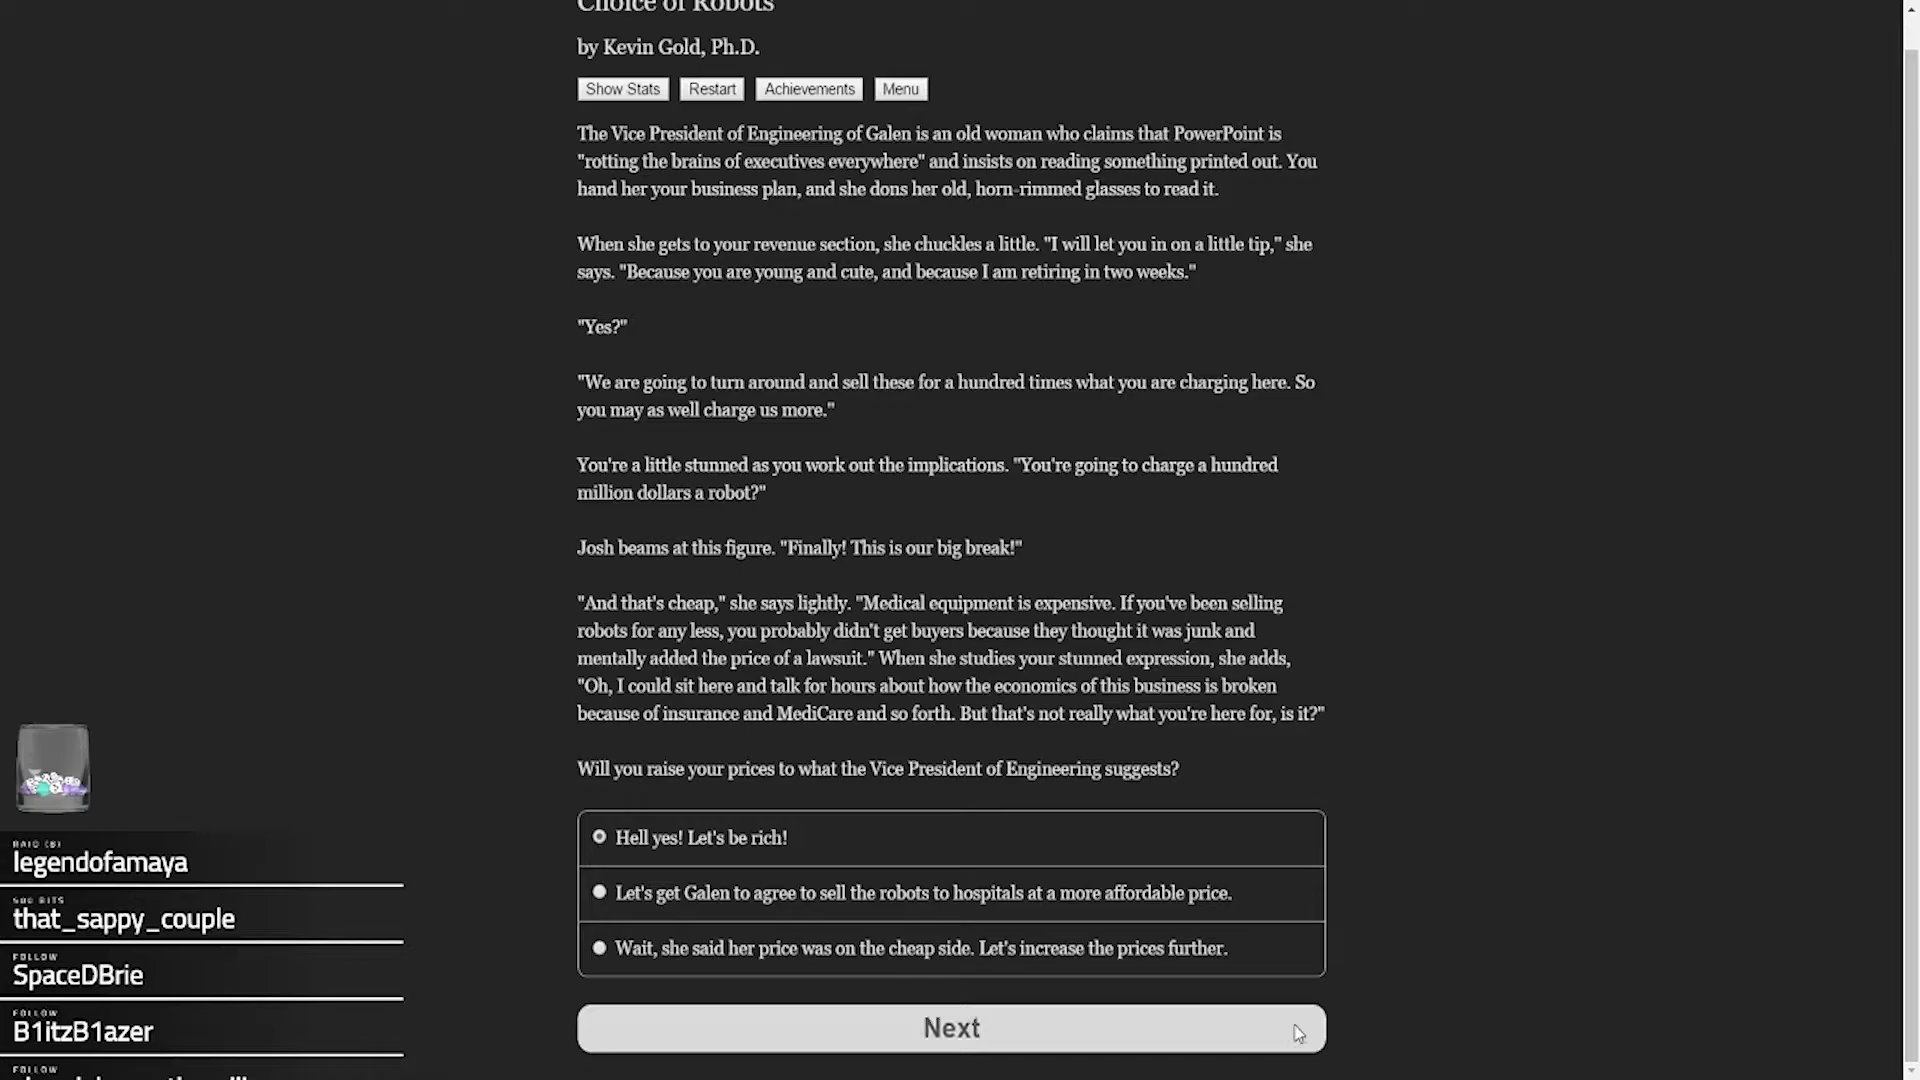 Choice of Robots
by Kevin Gold, Ph.D.
Show Stats Restart Achievements Menu
The Vice President of Engineering of Galen is an old woman who claims that PowerPoint is
"rotting the brains of executives everywhere" and insists on reading something printed out. You
hand her your business plan, and she dons her old, horn-rimmed glasses to read it.
When she gets to your revenue section, she chuckles a little. "I will let you in on a little tip," she
says. "Because you are young and cute, and because I am retiring in two weeks."
"Yes?"
"We are going to turn around and sell these for a hundred times what you are charging here. So
you may as well charge us more."
You're a little stunned as you work out the implications. "You're going to charge a hundred
million dollars a robot?"
Josh beams at this figure. "Finally! This is our big break!"
"And that's cheap," she says lightly. "Medical equipment is expensive. If you've been selling
robots for any less, you probably didn't get buyers because they thought it was junk and
mentally added the price of a lawsuit." When she studies your stunned expression, she adds,
"Oh, I could sit here and talk for hours about how the economics of this business is broken
because of insurance and MediCare and so forth. But that's not really what you're here for, is it?"
Will you raise your prices to what the Vice President of Engineering suggests?
Hell yes! Let's be rich!
Let's get Galen to agree to sell the robots to hospitals at a more affordable price.
Wait, she said her price was on the cheap side. Let's increase the prices further.
Next
RAID (8)
legendofamaya
500 BITS
that_sappy_couple
FOLLOW
SpaceDBrie
FOLLOW
B1itzB1azer
FOLLOW